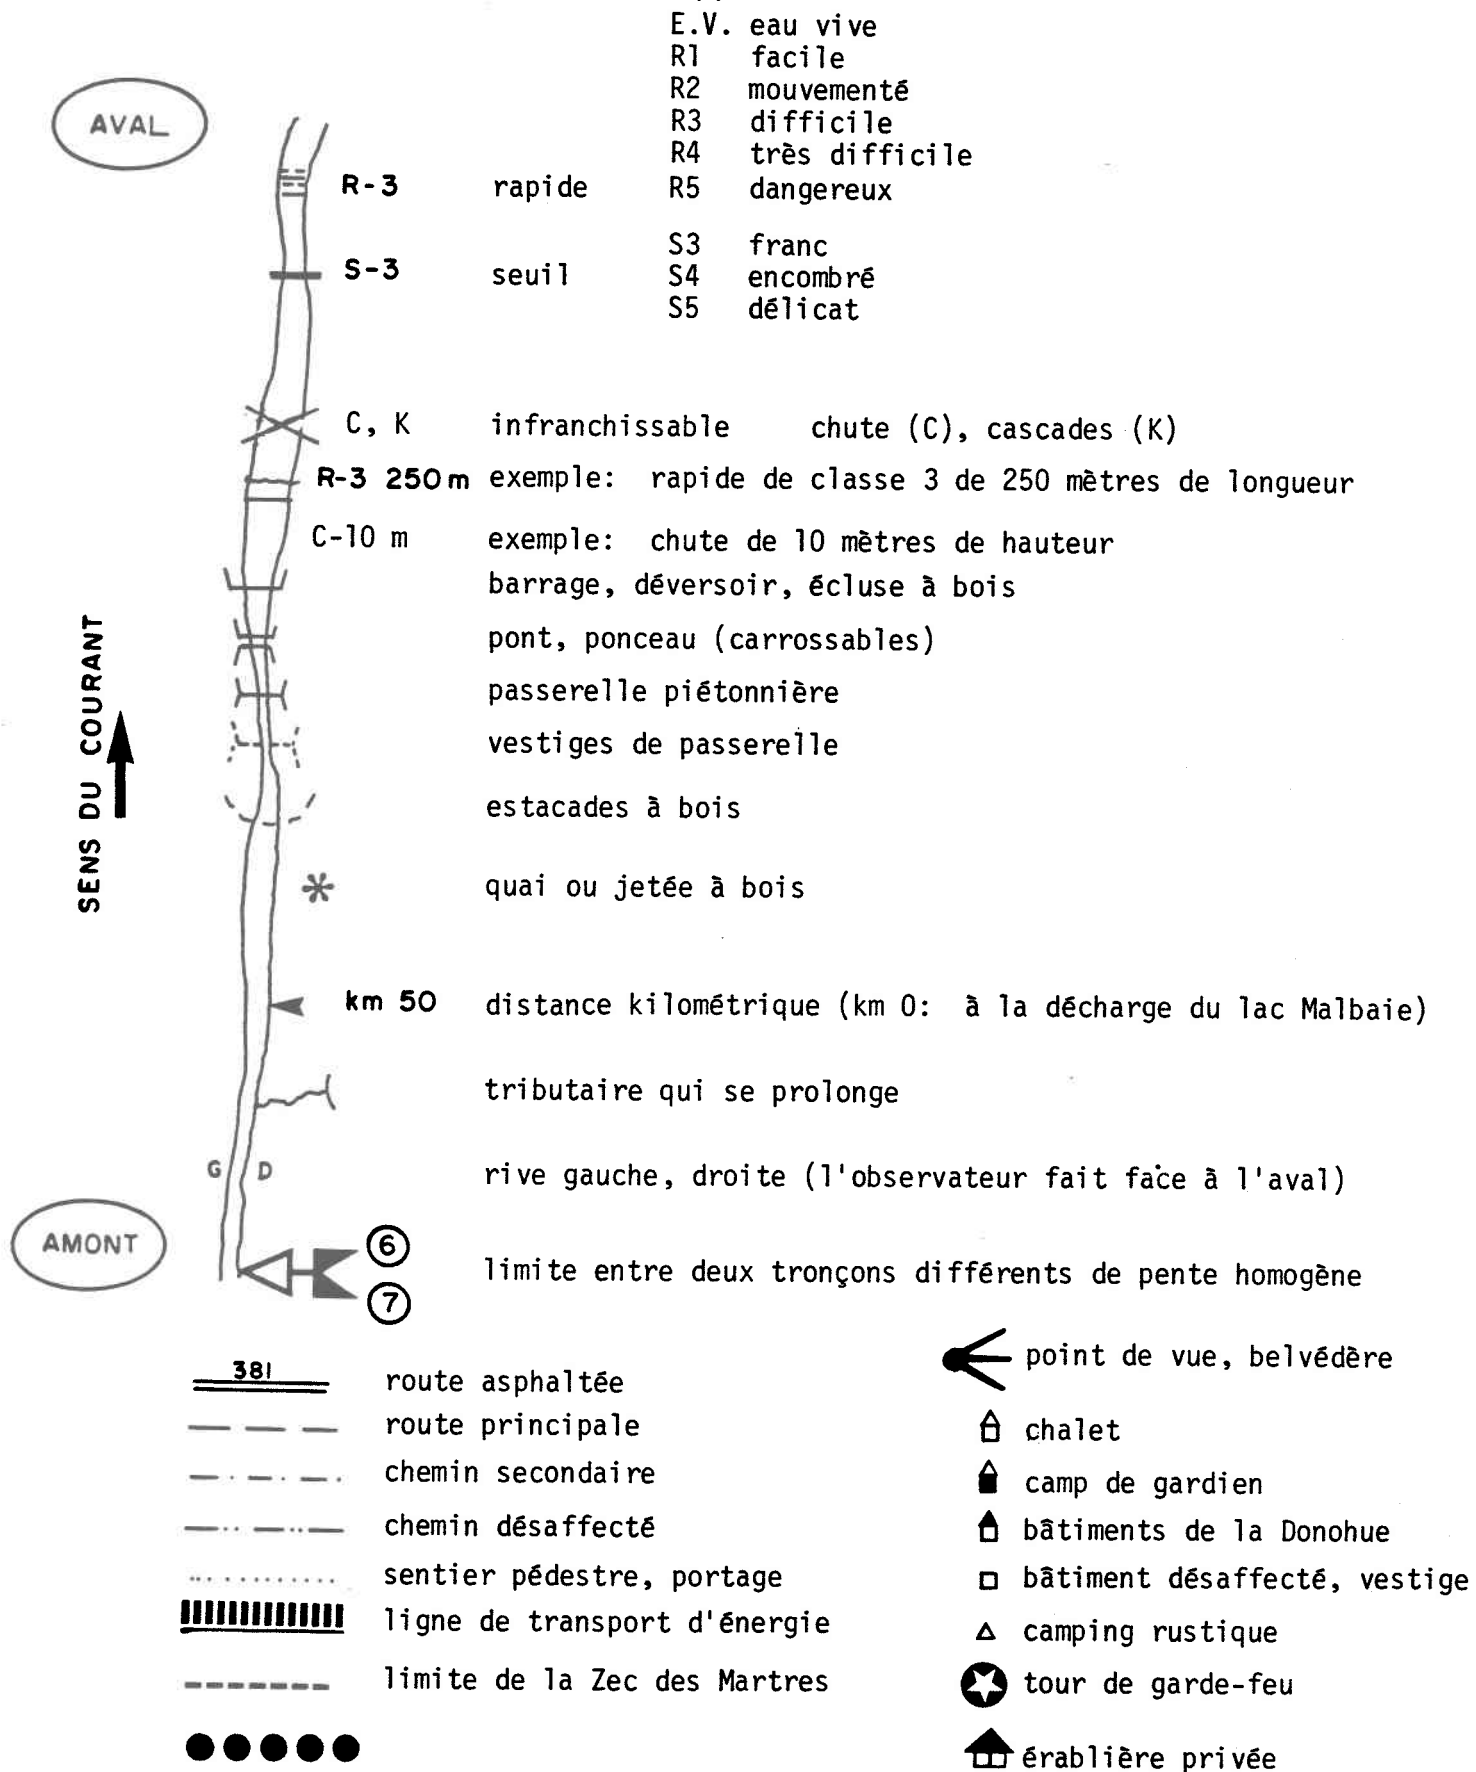 E.V. eau vive
R1 facile
R2 mouvementé
R3 difficile
AVAL
R4 très difficile
R-3 rapide R5 dangereux
S3 franc
S-3 seuil S4 encombré
S5 délicat
C, K infranchissable chute (C), cascades (K)
R-3 250m exemple: rapide de classe 3 de 250 mètres de longueur
C-10 m exemple: chute de 10 mètres de hauteur
barrage, déversoir, écluse à bois
pont, ponceau (carrossables)
passerelle piétonnière
vestiges de passerelle
SENS DU COURANT
estacades à bois
quai ou jetée à bois
km 50 distance kilométrique (km 0: à la décharge du lac Malbaie)
tributaire qui se prolonge
G D rive gauche, droite (l'observateur fait face à l'aval)
AMONT
6
limite entre deux tronçons différents de pente homogène
7
381 route asphaltée
route principale
chemin secondaire
chemin désaffecté
sentier pédestre, portage
ligne de transport d'énergie
limite de la Zec des Martres
point de vue, belvédère
chalet
camp de gardien
bâtiments de la Donohue
bâtiment désaffecté, vestige
camping rustique
tour de garde-feu
érablière privée